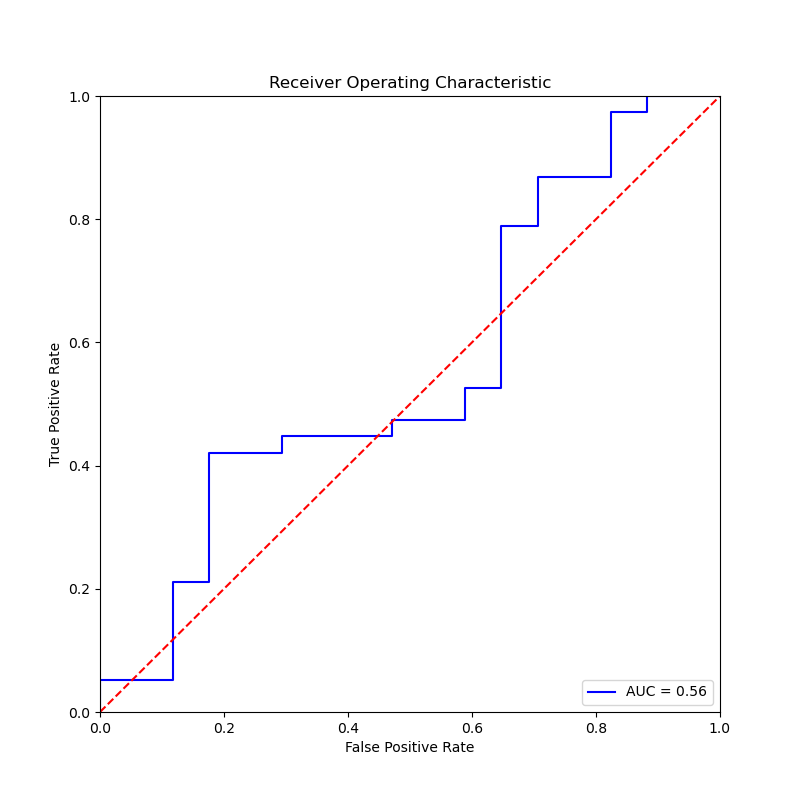 Receiver Operating Characteristic
1.0
0.8
0.6
0.4
0.2
0.0
True Positive Rate
AUC = 0.56
0.0 0.2 0.4 0.6 0.8 1.0
False Positive Rate